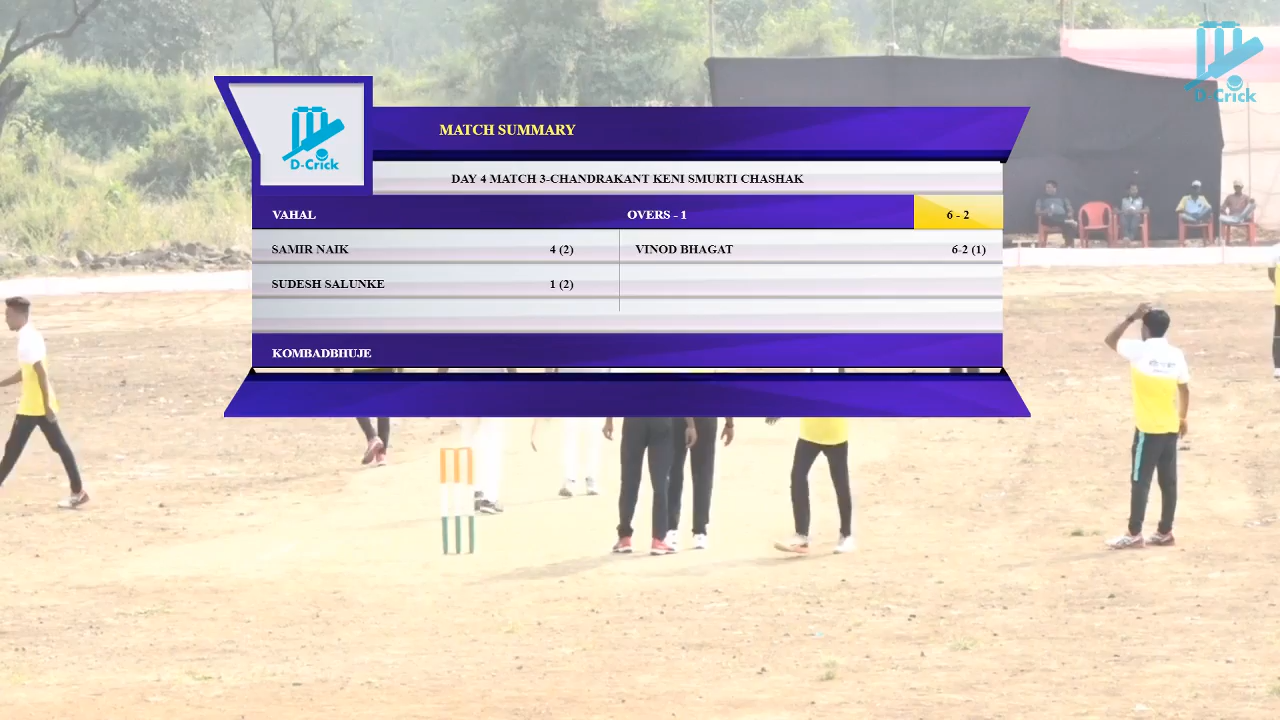 D-Crick
D-Crick
MATCH SUMMARY
DAY 4 MATCH 3-CHANDRAKANT KENI SMURTI CHASHAK
VAHAL OVERS - 1 6 - 2
SAMIR NAIK 4 (2) VINOD BHAGAT 6-2 (1)
SUDESH SALUNKE 1 (2)
KOMBADBHUJE